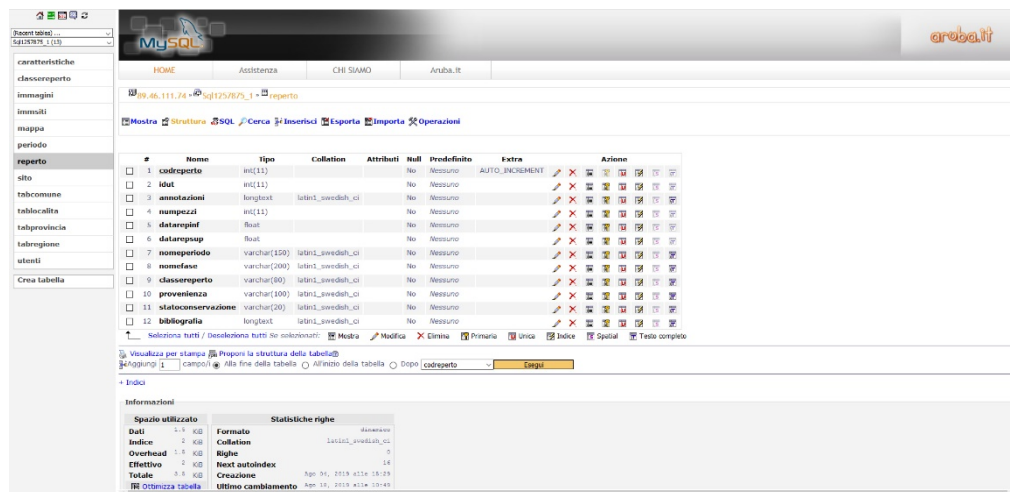 (Recent tables) ...
Sql1257875_1 (13)
caratteristiche
classereperto
immagini
immsiti
mappa
periodo
reperto
sito
tabcomune
tablocalita
tabprovincia
tabregione
utenti
Crea tabella
MySQL
aruba.it
HOME Assistenza CHI SIAMO Aruba.it
89.46.111.74 » Sql1257875_1 » reperto
Mostra Struttura SQL Cerca Inserisci Esporta Importa Operazioni
# Nome Tipo Collation Attributi Null Predefinito Extra Azione
1 codreperto int(11) No Nessuno AUTO_INCREMENT
2 idut int(11) No Nessuno
3 annotazioni longtext latin1_swedish_ci No Nessuno
4 numpezzi int(11) No Nessuno
5 datarepinf float No Nessuno
6 datarepsup float No Nessuno
7 nomeperiodo varchar(150) latin1_swedish_ci No Nessuno
8 nomefase varchar(200) latin1_swedish_ci No Nessuno
9 classereperto varchar(80) latin1_swedish_ci No Nessuno
10 provenienza varchar(100) latin1_swedish_ci No Nessuno
11 statoconservazione varchar(20) latin1_swedish_ci No Nessuno
12 bibliografia longtext latin1_swedish_ci No Nessuno
Seleziona tutti / Deseleziona tutti Se selezionati: Mostra Modifica Elimina Primaria Unica Indice Spatial Testo completo
Visualizza per stampa Proponi la struttura della tabella
Aggiungi 1 campo/i Alla fine della tabella All'inizio della tabella Dopo codreperto Esegui
+ Indici
Informazioni
Spazio utilizzato Statistiche righe
Dati KiB Formato dinamico
Indice 2 KiB Collation latin1_swedish_ci
Overhead KiB Righe 0
Effettivo 2 KiB Next autoindex 16
Totale KiB Creazione
Ottimizza tabella Ultimo cambiamento